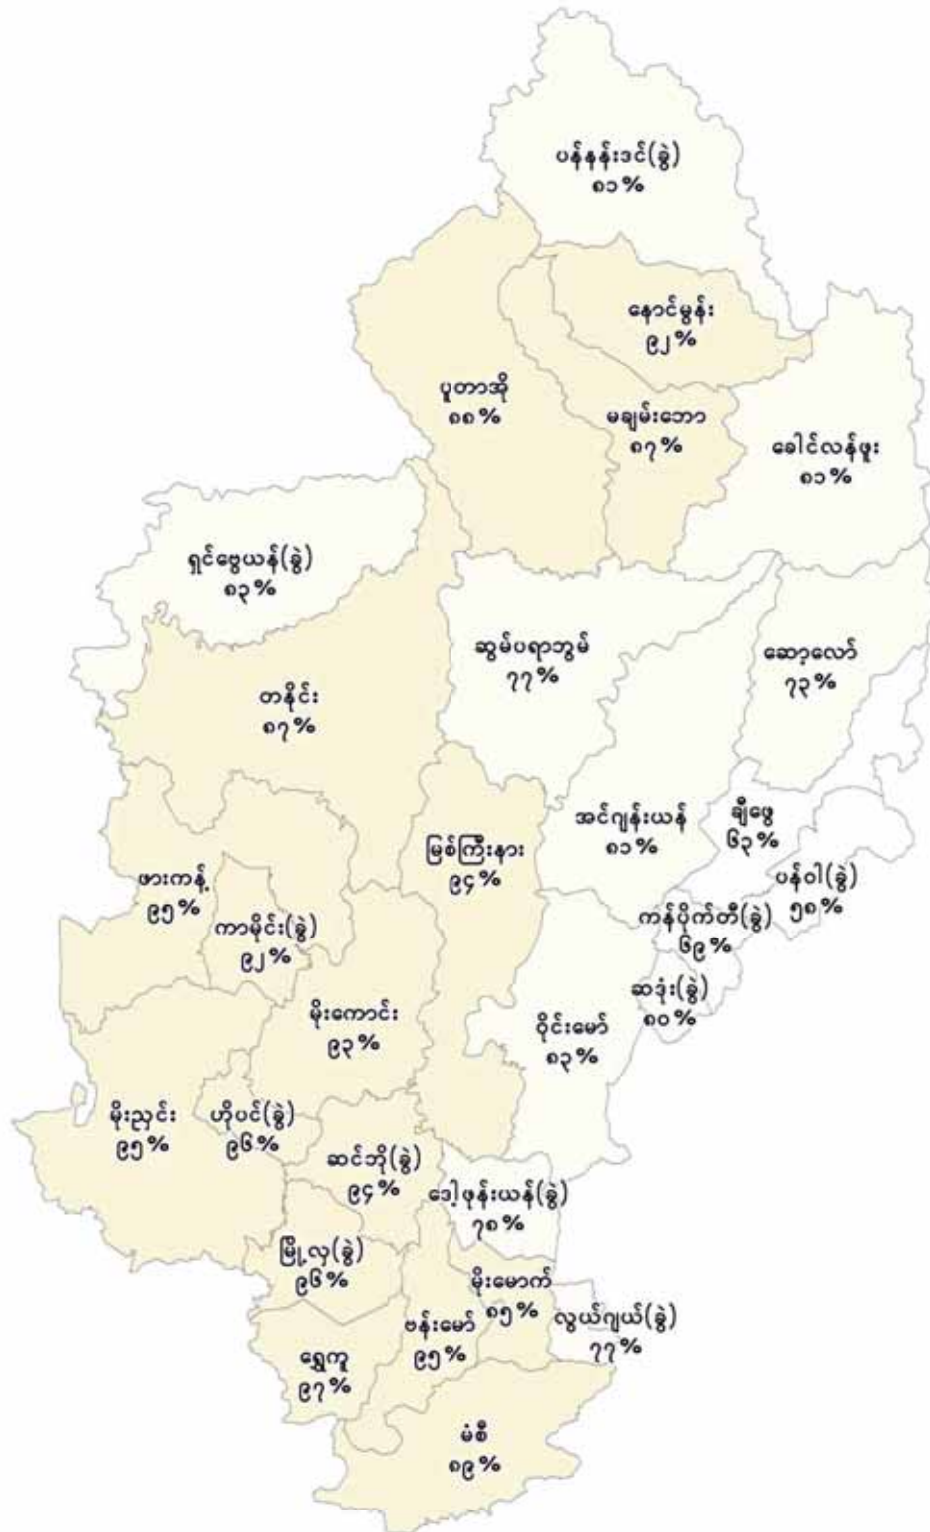 ပန်နန်းဒင်(ခွဲ)
၈၁%
နောင်မွန်း
၉၂%
ပူတာအို
၈၈%
မချမ်းဘော
၈၇%
ခေါင်လန်ဖူး
၈၁%
ရှင်ဗွေယန်(ခွဲ)
၈၃%
ဆွမ်ပရာဘွမ်
၇၇%
ဆော့လော်
၇၃%
တနိုင်း
၈၇%
အင်ဂျန်းယန်
၈၁%
ချီဖွေ
၆၃%
မြစ်ကြီးနား
၉၄%
ဖားကန့်
၉၅%
ပန်ဝါ(ခွဲ)
၅၈%
ကန်ပိုက်တီ(ခွဲ)
၆၉%
ကာမိုင်း(ခွဲ)
၉၂%
ဆဒုံး(ခွဲ)
၈၀%
မိုးကောင်း
၉၃%
ဝိုင်းမော်
၈၃%
မိုးညှင်း
၉၅%
ဟိုပင်(ခွဲ)
၉၆%
ဆင်ဘို(ခွဲ)
၉၄%
ဒေါ့ဖုန်းယန်(ခွဲ)
၇၈%
မြို့လှ(ခွဲ)
၉၆%
မိုးမောက်
၈၅%
ဗန်းမော်
၉၅%
လွယ်ဂျယ်(ခွဲ)
၇၇%
ရွှေကူ
၉၇%
မံစီ
၈၉%